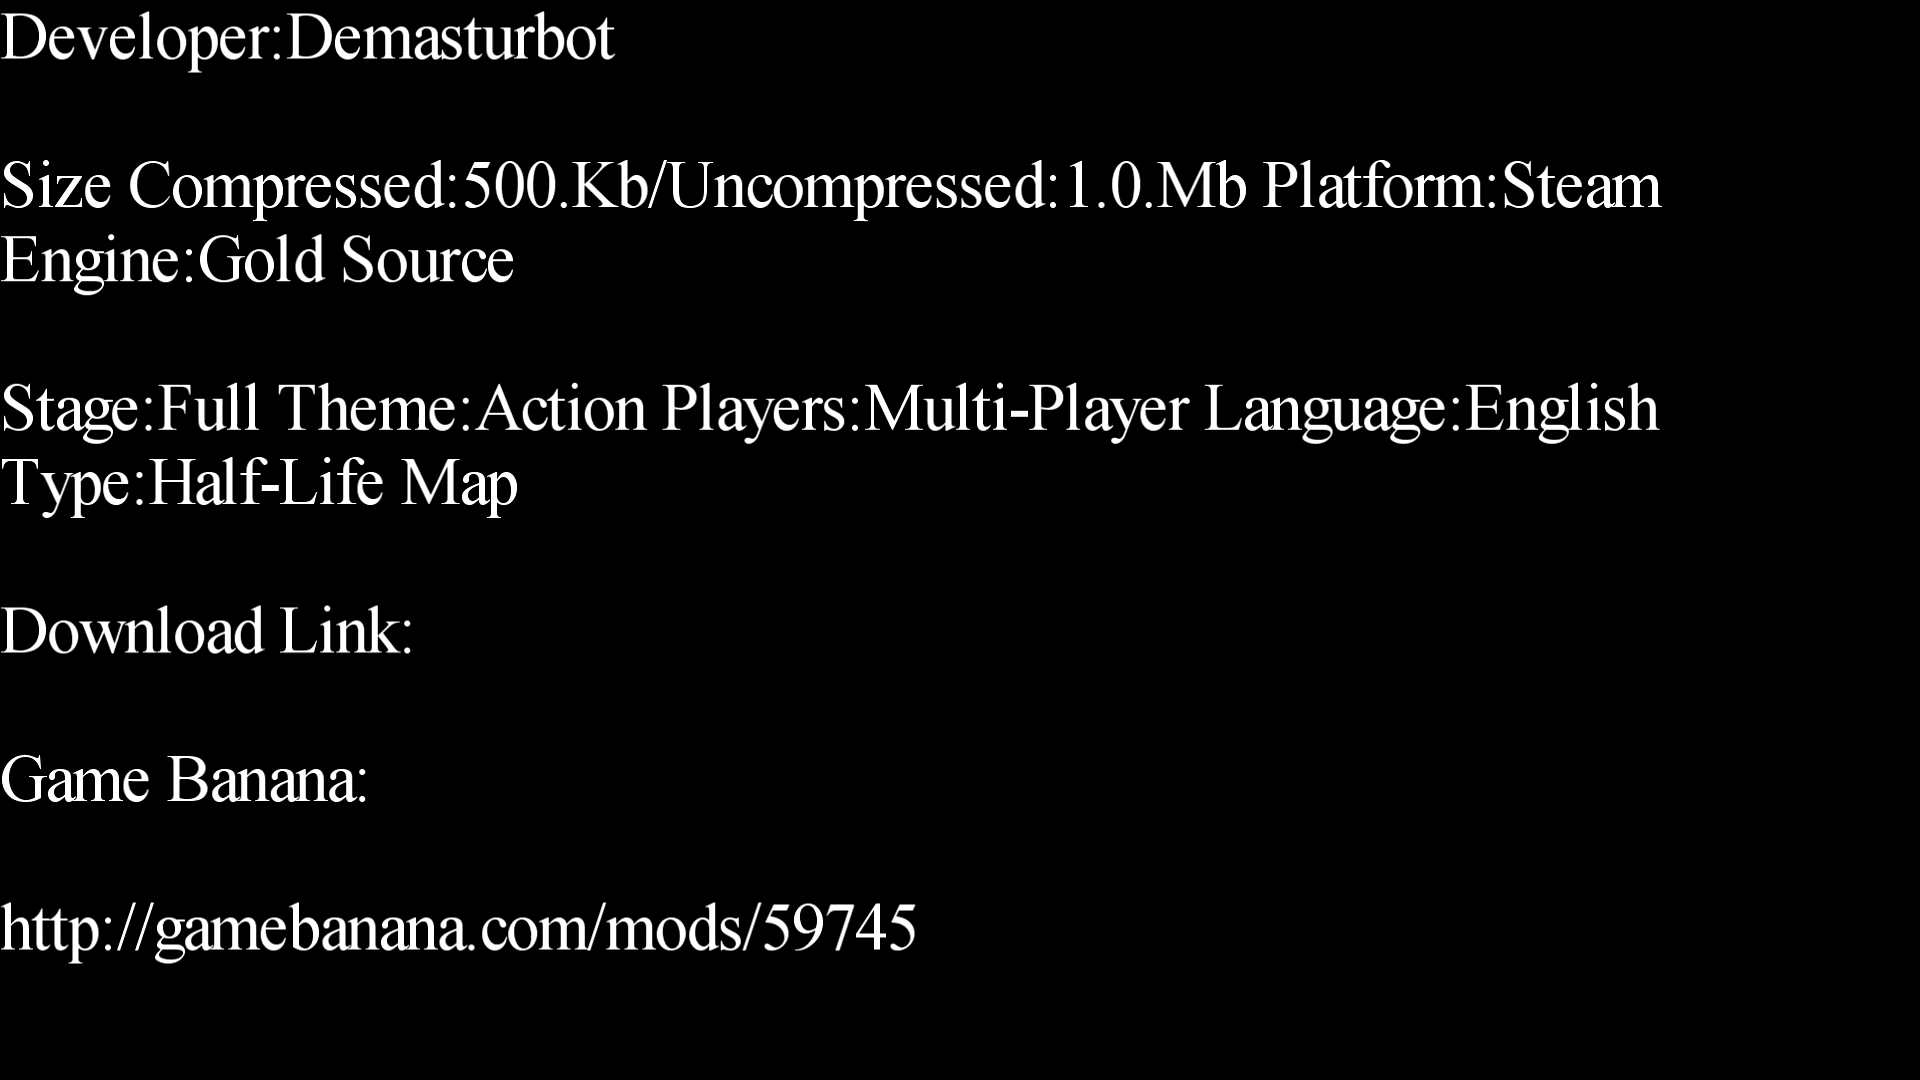 Developer:Demasturbot
Size Compressed:500.Kb/Uncompressed:1.0.Mb Platform:Steam
Engine:Gold Source
Stage:Full Theme:Action Players:Multi-Player Language:English
Type:Half-Life Map
Download Link:
Game Banana:
http://gamebanana.com/mods/59745